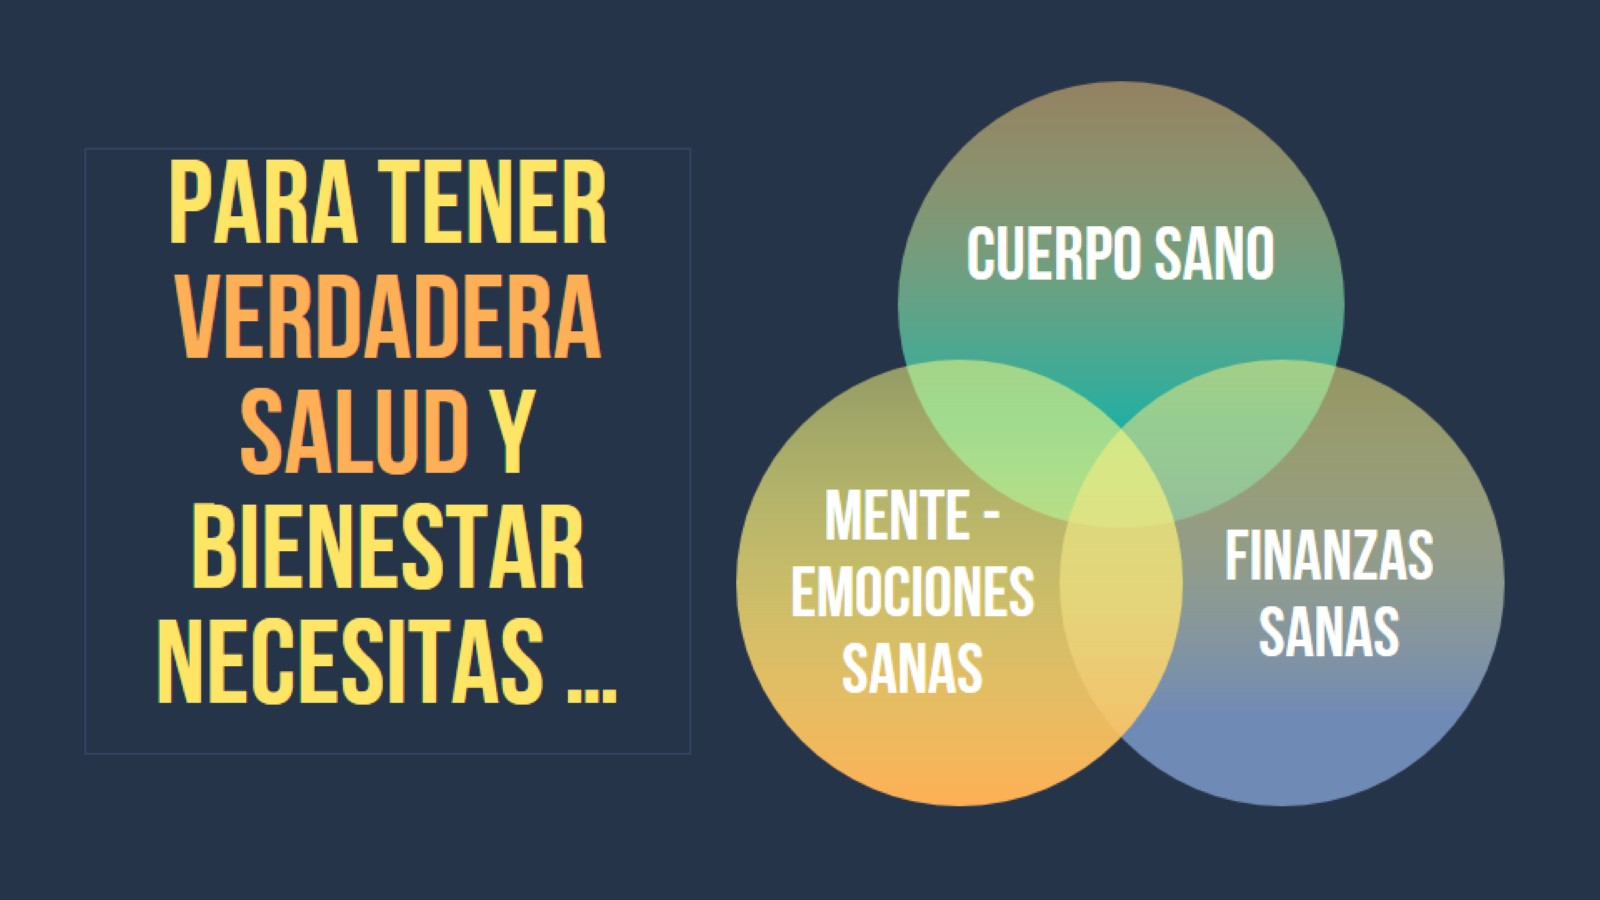 PARA TENER
VERDADERA
SALUD Y
BIENESTAR
NECESITAS ...
CUERPO SANO
MENTE -
EMOCIONES
SANAS
FINANZAS
SANAS